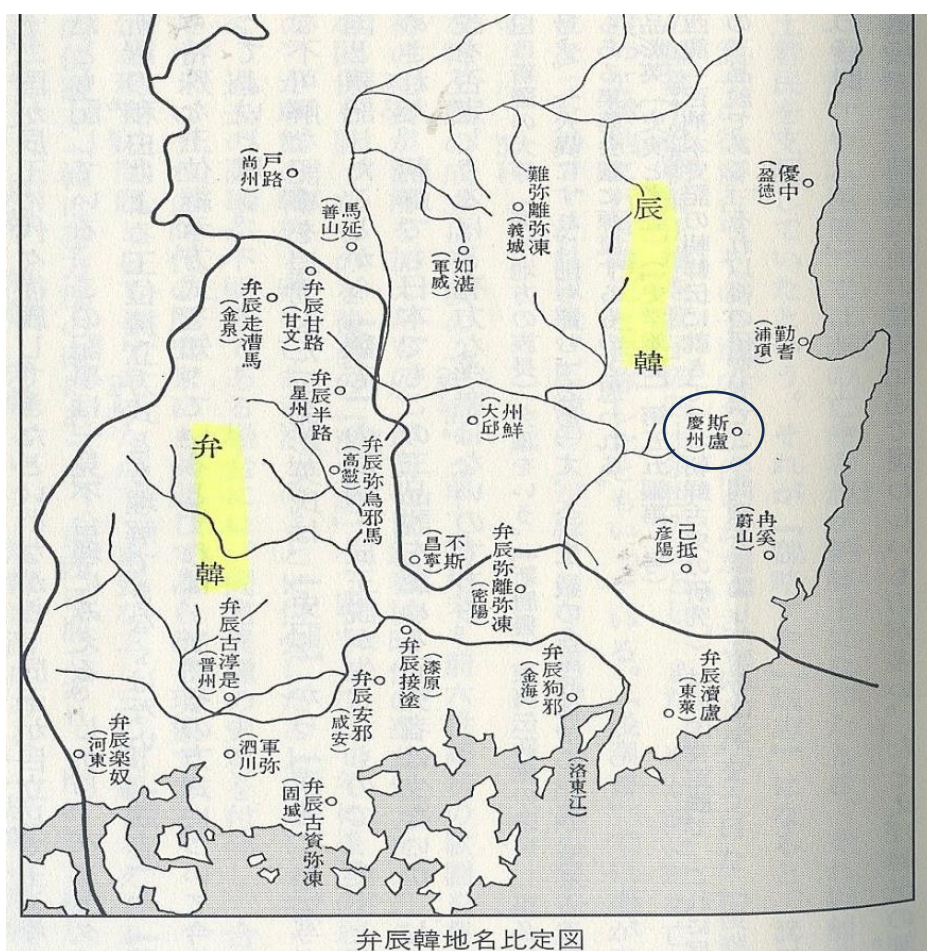 戸路
(尚州)
馬延
(善山)
難弥離弥凍
(義城)
如湛
(軍威)
辰韓
優中
(盈徳)
勤耆
(浦項)
弁辰走漕馬
(金泉)
弁辰甘路
(甘文)
弁辰半路
(星州)
弁辰弥烏邪馬
(高霊)
州鮮
(大邱)
斯盧
(慶州)
弁韓
不斯
(昌寧)
弁辰弥離弥凍
(密陽)
己抵
(彦陽)
冉奚
(蔚山)
弁辰古淳是
(晋州)
弁辰接塗
(漆原)
弁辰安邪
(咸安)
弁辰狗邪
(金海)
弁辰瀆盧
(東萊)
弁辰楽奴
(河東)
軍弥
(泗川)
弁辰古資弥凍
(固城)
(洛東江)
弁辰韓地名比定図